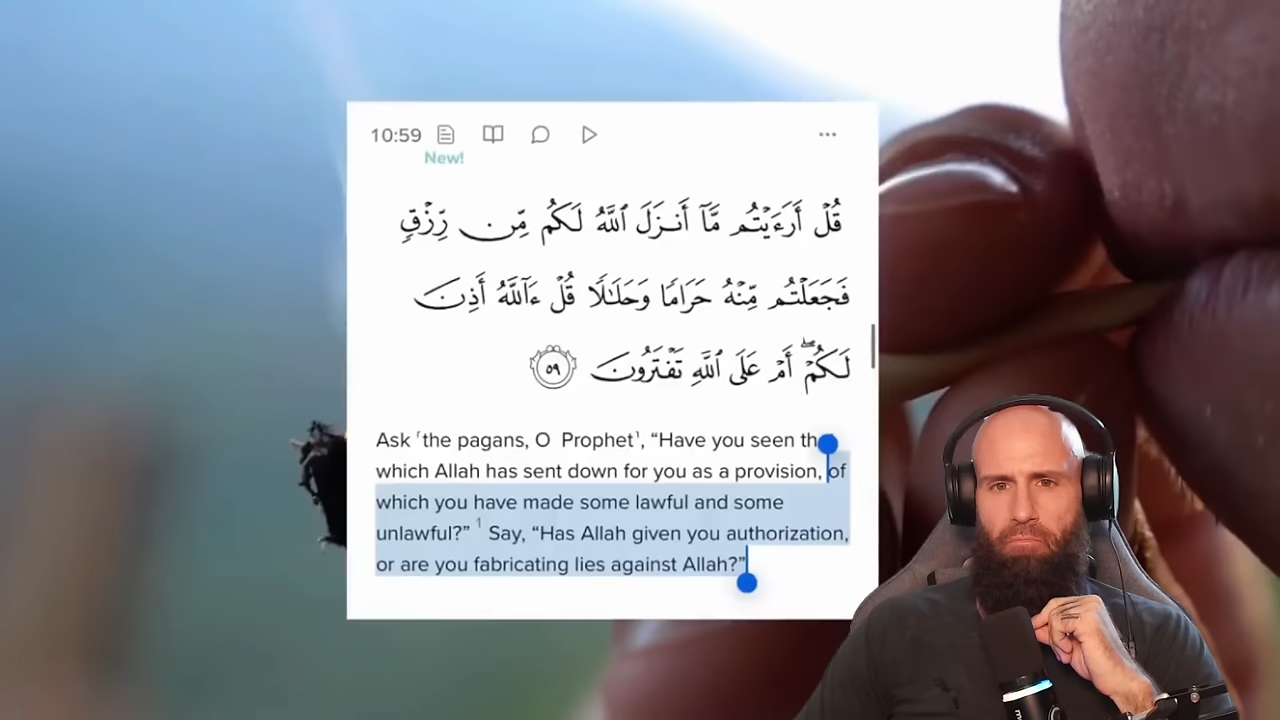 10:59
New!
قُلْ أَرَءَيْتُم مَّآ أَنزَلَ ٱللَّهُ لَكُم مِّن رِّزْقٍ
فَجَعَلْتُم مِّنْهُ حَرَامًا وَحَلَـٰلًا قُلْ ءَآللَّهُ أَذِنَ
لَكُمْ ۖ أَمْ عَلَى ٱللَّهِ تَفْتَرُونَ ٥٩
Ask ˹the pagans, O Prophet˺, “Have you seen
which Allah has sent down for you as a provision, of
which you have made some lawful and some
unlawful?” 1 Say, “Has Allah given you authorization,
or are you fabricating lies against Allah?”